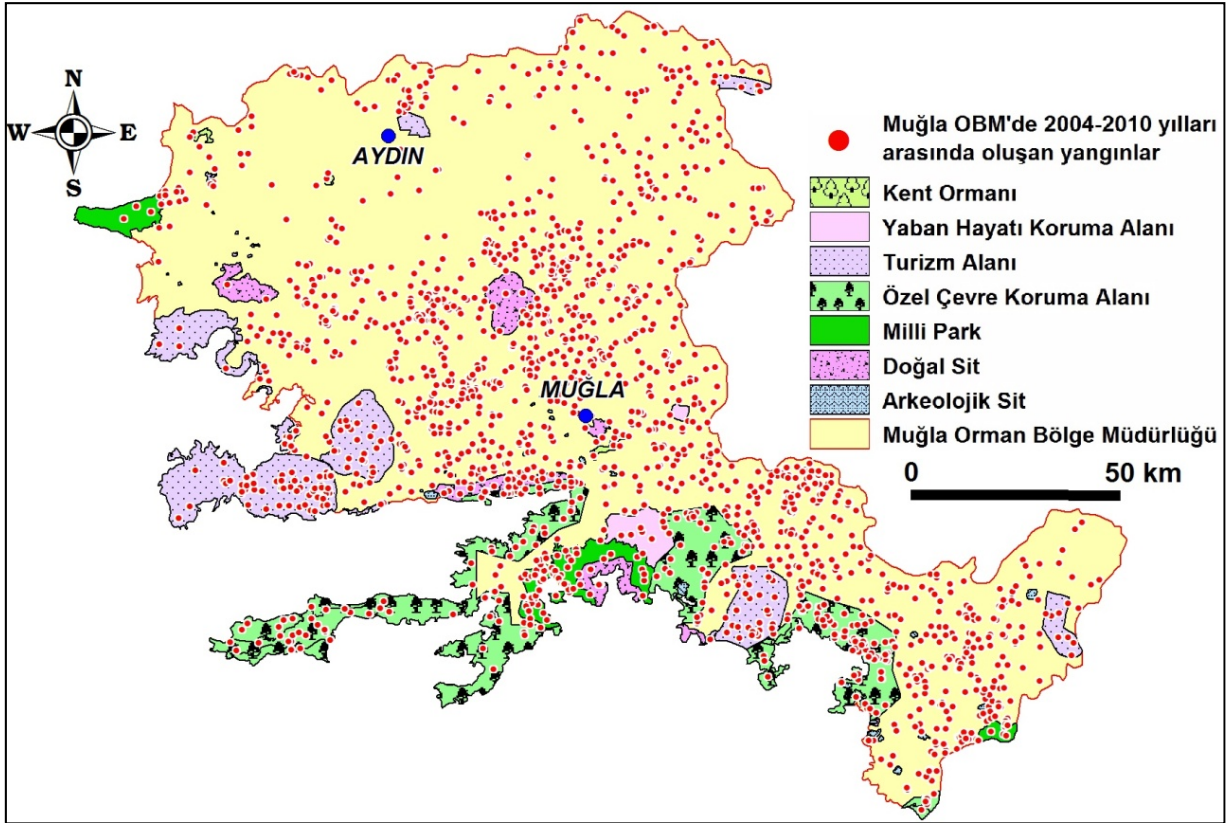 N
W
E
S
AYDIN
MUĞLA
Muğla OBM'de 2004-2010 yılları
arasında oluşan yangınlar
Kent Ormanı
Yaban Hayatı Koruma Alanı
Turizm Alanı
Özel Çevre Koruma Alanı
Milli Park
Doğal Sit
Arkeolojik Sit
Muğla Orman Bölge Müdürlüğü
0 50 km